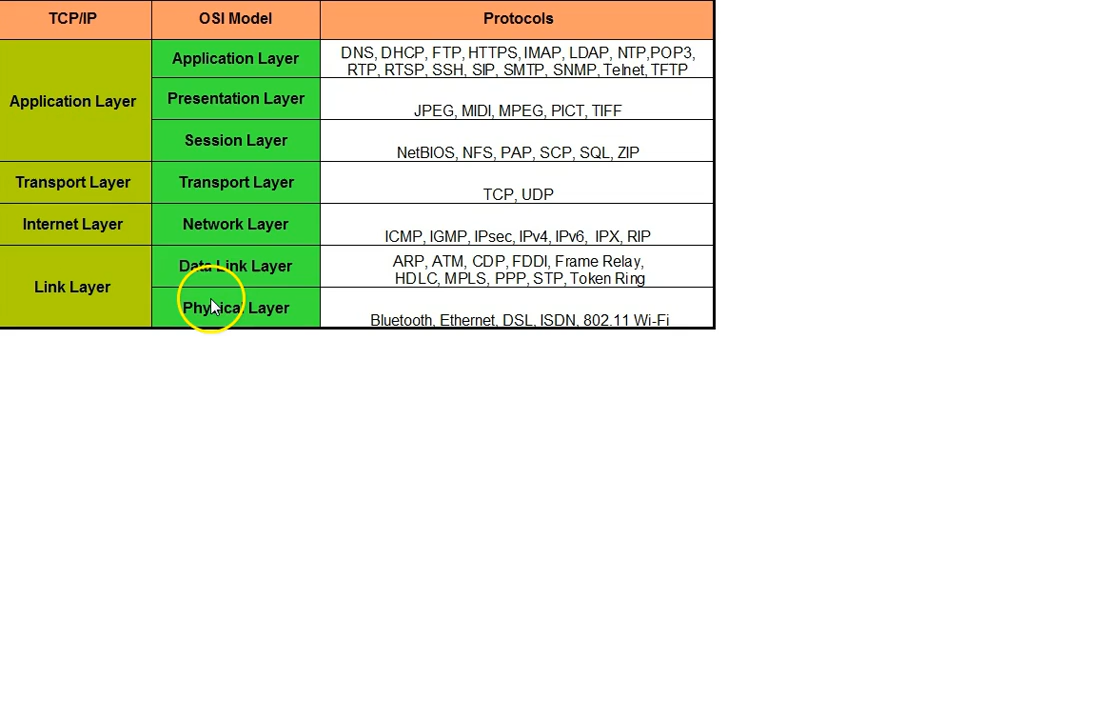 TCP/IP OSI Model Protocols
Application Layer
Application Layer
DNS, DHCP, FTP, HTTPS, IMAP, LDAP, NTP,POP3,
RTP, RTSP, SSH, SIP, SMTP, SNMP, Telnet, TFTP
Presentation Layer
JPEG, MIDI, MPEG, PICT, TIFF
Session Layer
NetBIOS, NFS, PAP, SCP, SQL, ZIP
Transport Layer
Transport Layer
TCP, UDP
Internet Layer
Network Layer
ICMP, IGMP, IPsec, IPv4, IPv6, IPX, RIP
Link Layer
Data Link Layer
ARP, ATM, CDP, FDDI, Frame Relay,
HDLC, MPLS, PPP, STP, Token Ring
Physical Layer
Bluetooth, Ethernet, DSL, ISDN, 802.11 Wi-Fi